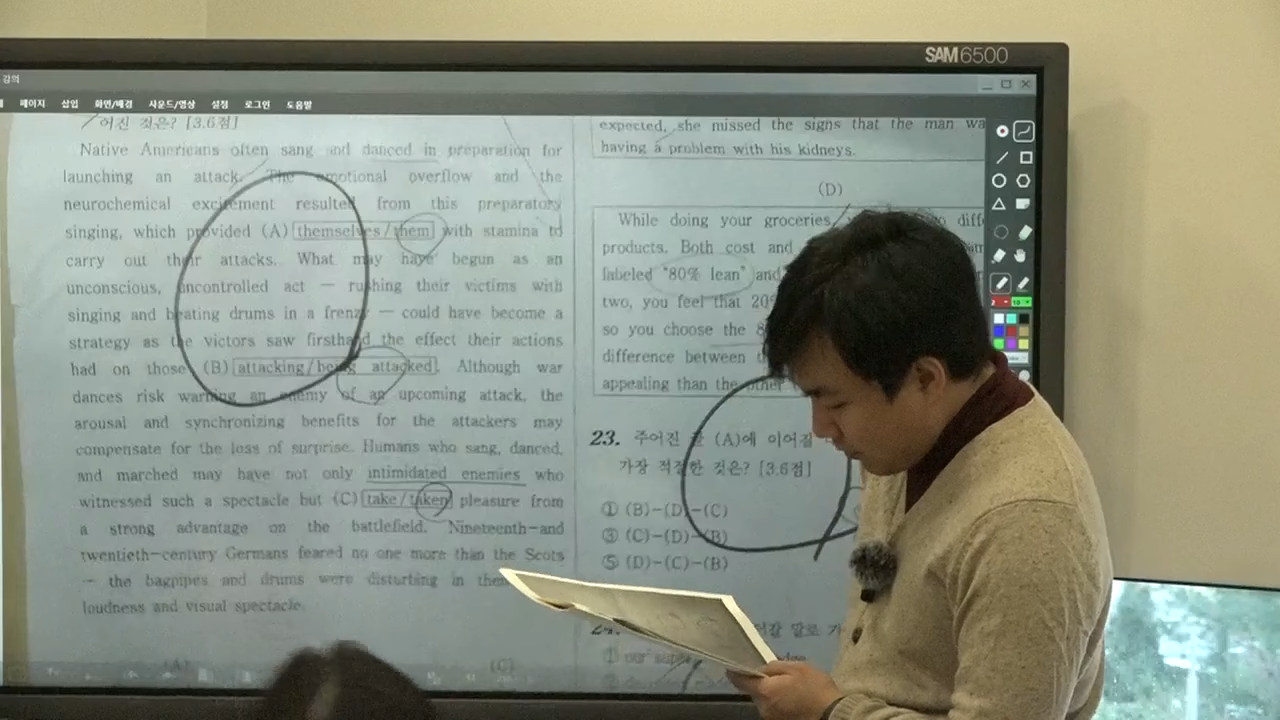 SAM6500
강의
페이지 삽입 화면/배경 사운드/영상 설정 로그인 도움말
어진 것은? [3.6점]
Native Americans often sang and danced in preparation for
launching an attack. The emotional overflow and the
neurochemical excitement resulted from this preparatory
singing, which provided (A) themselves/them with stamina to
carry out their attacks. What may have begun as an
unconscious, uncontrolled act — rushing their victims with
singing and beating drums in a frenzy — could have become a
strategy as the victors saw firsthand the effect their actions
had on those (B) attacking/being attacked. Although war
dances risk warning an enemy of an upcoming attack, the
arousal and synchronizing benefits for the attackers may
compensate for the loss of surprise. Humans who sang, danced,
and marched may have not only intimidated enemies who
witnessed such a spectacle but (C) take/taken pleasure from
a strong advantage on the battlefield. Nineteenth-and
twentieth-century Germans feared no one more than the Scots
— the bagpipes and drums were disturbing in
loudness and visual spectacle.
(A) (C)
expected, she missed the signs that the man
having a problem with his kidneys.
(D)
While doing your groceries,
products. Both cost and
labeled "80% lean" and
two, you feel that 20%
so you choose the
difference between
appealing than the other
23. 주어진 글 (A)에 이어질
가장 적절한 것은? [3.6점]
① (B)-(D)-(C)
③ (C)-(D)-(B)
⑤ (D)-(C)-(B)
24.
① our